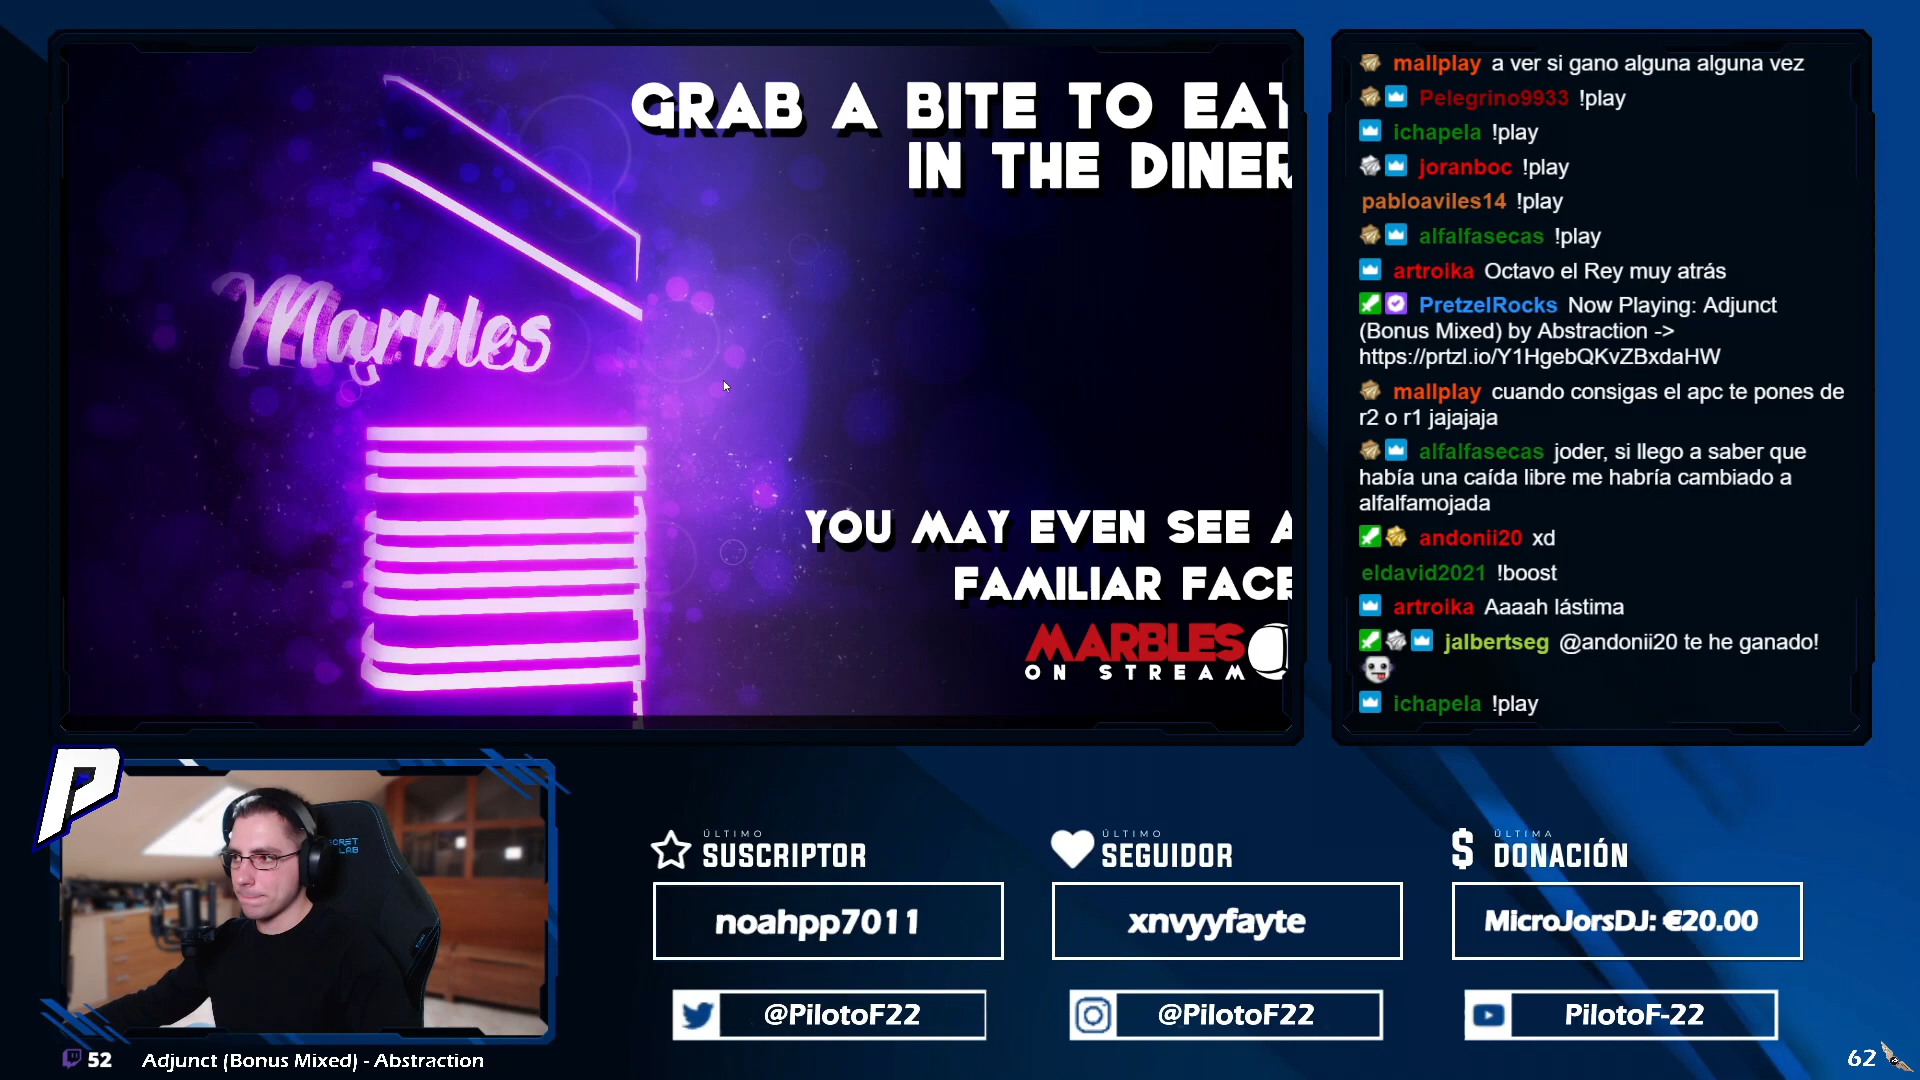 GRAB A BITE TO EAT
IN THE DINER
Marbles
YOU MAY EVEN SEE A
FAMILIAR FACE
MARBLES
ON STREAM
mallplay a ver si gano alguna alguna vez
Pelegrino9933 !play
ichapela !play
joranboc !play
pabloaviles14 !play
alfalfasecas !play
artroika Octavo el Rey muy atrás
PretzelRocks Now Playing: Adjunct
(Bonus Mixed) by Abstraction ->
https://prtzl.io/Y1HgebQKvZBxdaHW
mallplay cuando consigas el apc te pones de
r2 o r1 jajajaja
alfalfasecas joder, si llego a saber que
había una caída libre me habría cambiado a
alfalfamojada
andonii20 xd
eldavid2021 !boost
artroika Aaaah lástima
jalbertseg @andonii20 te he ganado!
ichapela !play
P
SECRET
LAB
ÚLTIMO
SUSCRIPTOR
noahpp7011
ÚLTIMO
SEGUIDOR
xnvyyfayte
ÚLTIMA
$ DONACIÓN
MicroJorsDJ: €20.00
@PilotoF22
@PilotoF22
PilotoF-22
52 Adjunct (Bonus Mixed) - Abstraction
62